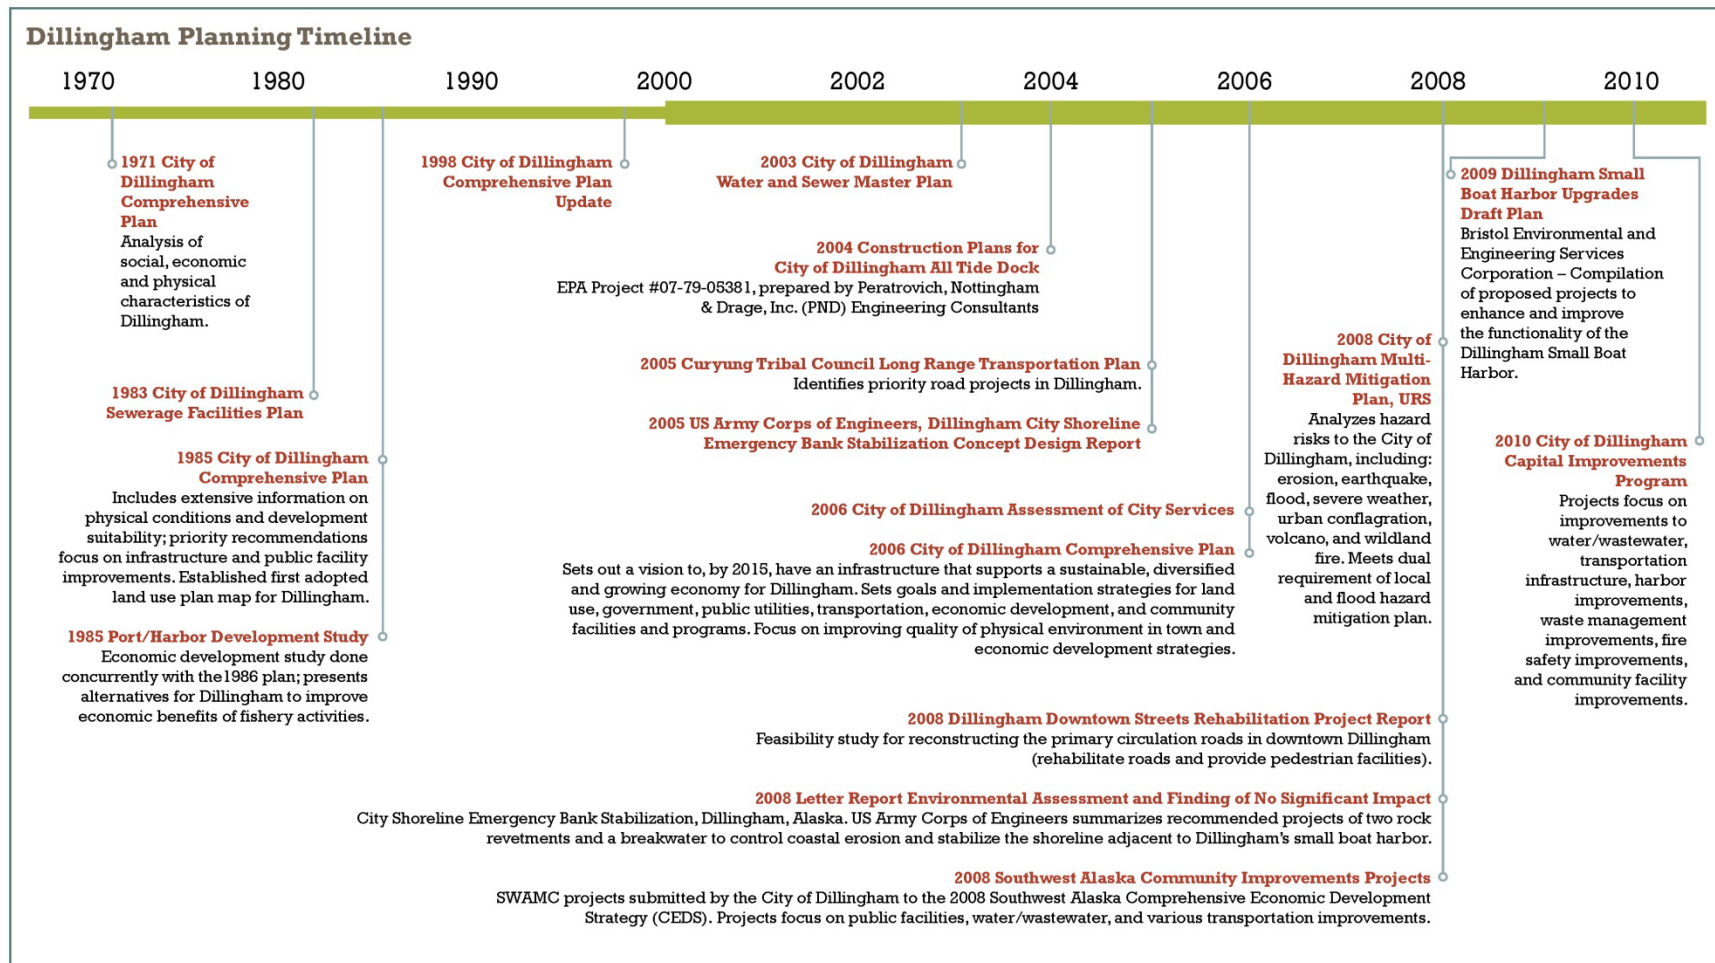 Dillingham Planning Timeline
1970 1980 1990 2000 2002 2004 2006 2008 2010
1971 City of
Dillingham
Comprehensive
Plan
Analysis of
social, economic
and physical
characteristics of
Dillingham.
1983 City of Dillingham
Sewerage Facilities Plan
1985 City of Dillingham
Comprehensive Plan
Includes extensive information on
physical conditions and development
suitability; priority recommendations
focus on infrastructure and public facility
improvements. Established first adopted
land use plan map for Dillingham.
1985 Port/Harbor Development Study
Economic development study done
concurrently with the1986 plan; presents
alternatives for Dillingham to improve
economic benefits of fishery activities.
1998 City of Dillingham
Comprehensive Plan
Update
2003 City of Dillingham
Water and Sewer Master Plan
2004 Construction Plans for
City of Dillingham All Tide Dock
EPA Project #07-79-05381, prepared by Peratrovich, Nottingham
& Drage, Inc. (PND) Engineering Consultants
2005 Curyung Tribal Council Long Range Transportation Plan
Identifies priority road projects in Dillingham.
2005 US Army Corps of Engineers, Dillingham City Shoreline
Emergency Bank Stabilization Concept Design Report
2006 City of Dillingham Assessment of City Services
2006 City of Dillingham Comprehensive Plan
Sets out a vision to, by 2015, have an infrastructure that supports a sustainable, diversified
and growing economy for Dillingham. Sets goals and implementation strategies for land
use, government, public utilities, transportation, economic development, and community
facilities and programs. Focus on improving quality of physical environment in town and
economic development strategies.
2008 City of
Dillingham Multi-
Hazard Mitigation
Plan, URS
Analyzes hazard
risks to the City of
Dillingham, including:
erosion, earthquake,
flood, severe weather,
urban conflagration,
volcano, and wildland
fire. Meets dual
requirement of local
and flood hazard
mitigation plan.
2008 Dillingham Downtown Streets Rehabilitation Project Report
Feasibility study for reconstructing the primary circulation roads in downtown Dillingham
(rehabilitate roads and provide pedestrian facilities).
2008 Letter Report Environmental Assessment and Finding of No Significant Impact
City Shoreline Emergency Bank Stabilization, Dillingham, Alaska. US Army Corps of Engineers summarizes recommended projects of two rock
revetments and a breakwater to control coastal erosion and stabilize the shoreline adjacent to Dillingham's small boat harbor.
2008 Southwest Alaska Community Improvements Projects
SWAMC projects submitted by the City of Dillingham to the 2008 Southwest Alaska Comprehensive Economic Development
Strategy (CEDS). Projects focus on public facilities, water/wastewater, and various transportation improvements.
2009 Dillingham Small
Boat Harbor Upgrades
Draft Plan
Bristol Environmental and
Engineering Services
Corporation – Compilation
of proposed projects to
enhance and improve
the functionality of the
Dillingham Small Boat
Harbor.
2010 City of Dillingham
Capital Improvements
Program
Projects focus on
improvements to
water/wastewater,
transportation
infrastructure, harbor
improvements,
waste management
improvements, fire
safety improvements,
and community facility
improvements.